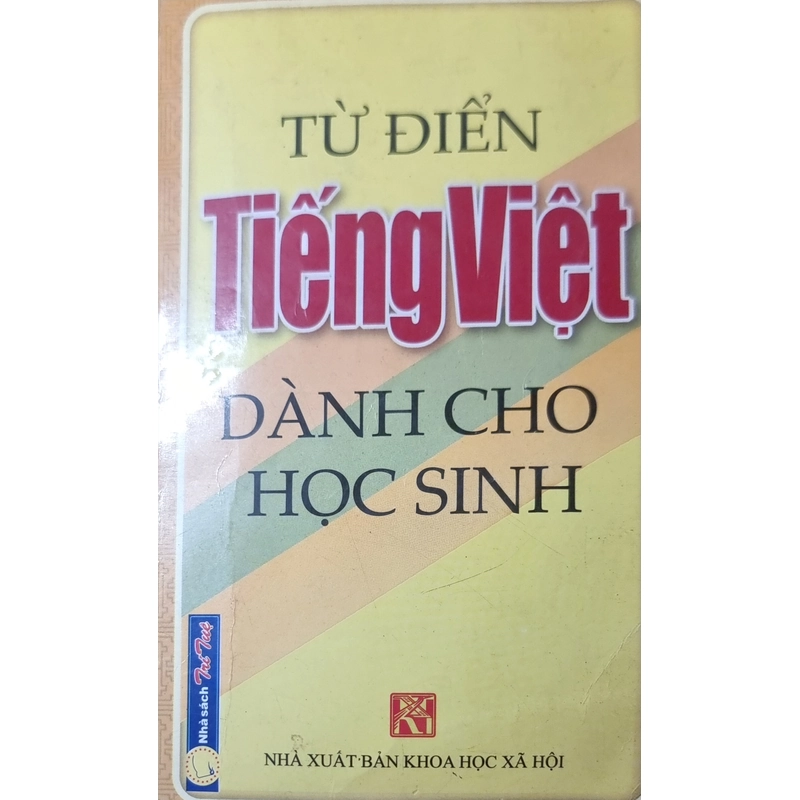 TỪ ĐIỂN
Tiếng Việt
DÀNH CHO
HỌC SINH
Nhà sách Trí Tuệ
NHÀ XUẤT BẢN KHOA HỌC XÃ HỘI